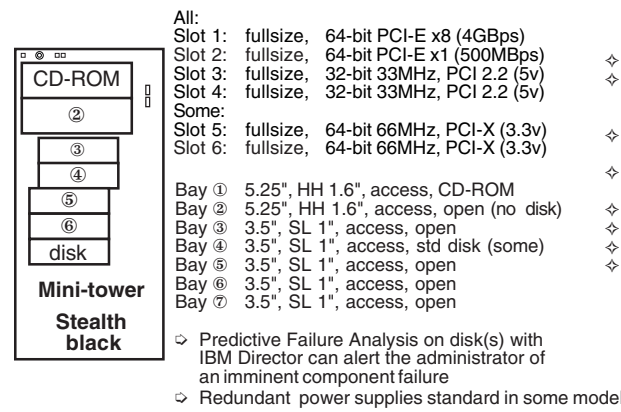 All:
Slot 1: fullsize, 64-bit PCI-E x8 (4GBps)
Slot 2: fullsize, 64-bit PCI-E x1 (500MBps)
Slot 3: fullsize, 32-bit 33MHz, PCI 2.2 (5v)
Slot 4: fullsize, 32-bit 33MHz, PCI 2.2 (5v)
Some:
Slot 5: fullsize, 64-bit 66MHz, PCI-X (3.3v)
Slot 6: fullsize, 64-bit 66MHz, PCI-X (3.3v)
CD-ROM
②
③
④
⑤
⑥
disk
Mini-tower
Stealth
black
Bay ① 5.25", HH 1.6", access, CD-ROM
Bay ② 5.25", HH 1.6", access, open (no disk)
Bay ③ 3.5", SL 1", access, open
Bay ④ 3.5", SL 1", access, std disk (some)
Bay ⑤ 3.5", SL 1", access, open
Bay ⑥ 3.5", SL 1", access, open
Bay ⑦ 3.5", SL 1", access, open
➪ Predictive Failure Analysis on disk(s) with
IBM Director can alert the administrator of
an imminent component failure
➪ Redundant power supplies standard in some model